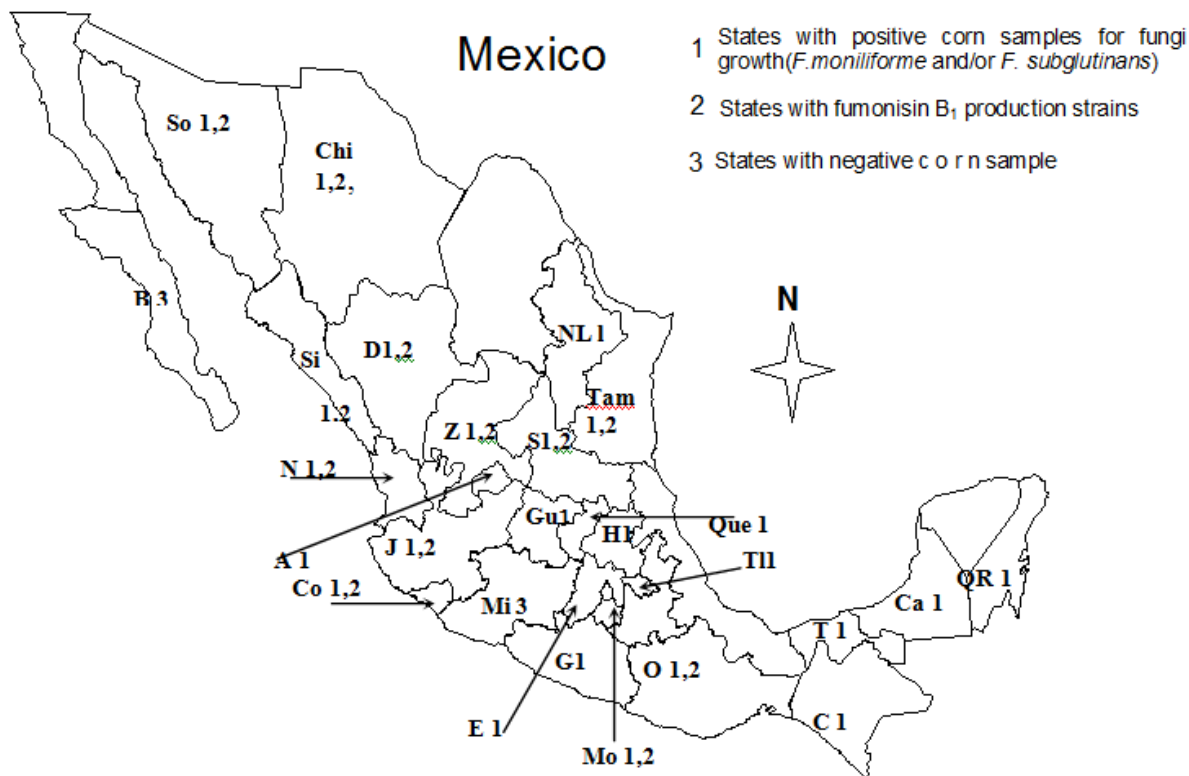 Mexico
1 States with positive corn samples for fungi
growth(F.moniliforme and/or F. subglutinans)
2 States with fumonisin B₁ production strains
3 States with negative c o r n sample
N
So 1,2
Chi
1,2,
B 3
Si
1.2
D1,2
NL 1
Tam
1,2
Z 1,2
S1,2
N 1,2
A 1
J 1,2
Co 1,2
Gu1
H1
Que 1
Tl1
Mi 3
G1
E 1
Mo 1,2
O 1,2
T 1
C 1
Ca 1
QR 1